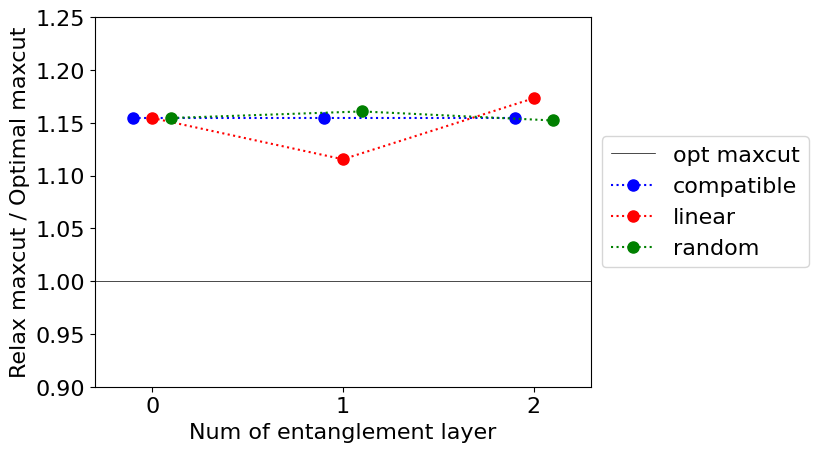 Relax maxcut / Optimal maxcut
1.25
1.20
1.15
1.10
1.05
1.00
0.95
0.90
0 1 2
Num of entanglement layer
opt maxcut
compatible
linear
random